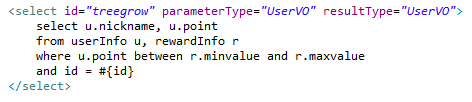 <select id="treegrow" parameterType="UserVO" resultType="UserVO">
select u.nickname, u.point
from userInfo u, rewardInfo r
where u.point between r.minvalue and r.maxvalue
and id = #{id}
</select>